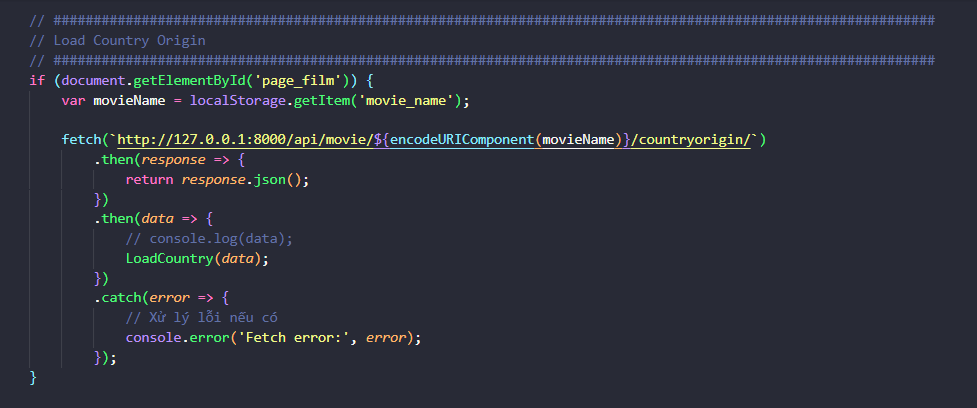 // ##############################################################################################################
// Load Country Origin
// ##############################################################################################################
if (document.getElementById('page_film')) {
var movieName = localStorage.getItem('movie_name');
fetch(`http://127.0.0.1:8000/api/movie/${encodeURIComponent(movieName)}/countryorigin/`)
.then(response => {
return response.json();
})
.then(data => {
// console.log(data);
LoadCountry(data);
})
.catch(error => {
// Xử lý lỗi nếu có
console.error('Fetch error:', error);
});
}